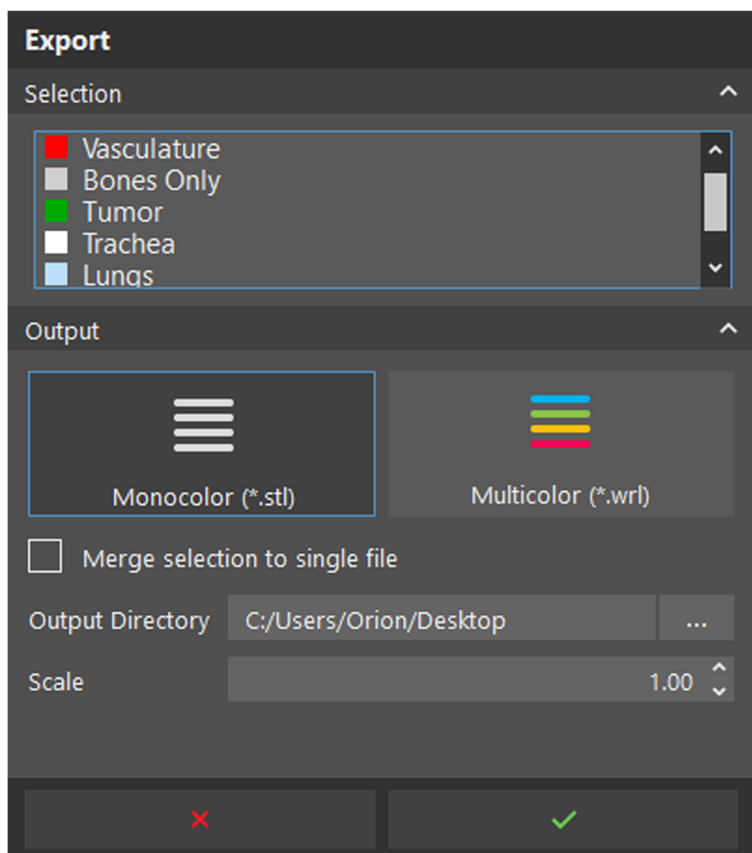 Export
Selection
Vasculature
Bones Only
Tumor
Trachea
Lungs
Output
Monocolor (*.stl)
Multicolor (*.wrl)
Merge selection to single file
Output Directory C:/Users/Orion/Desktop ...
Scale 1.00